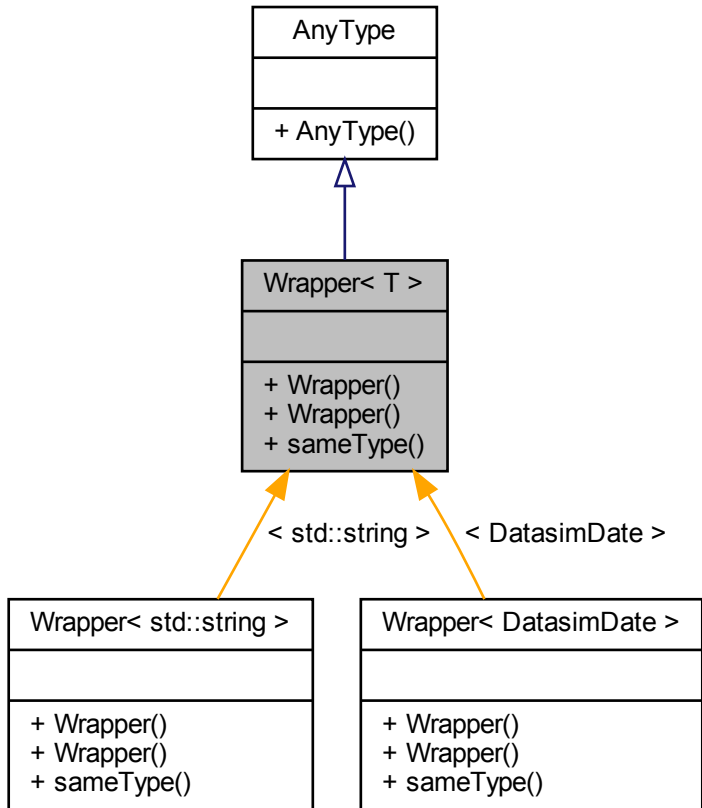 AnyType
+ AnyType()
Wrapper< T >
+ Wrapper()
+ Wrapper()
+ sameType()
< std::string >
< DatasimDate >
Wrapper< std::string >
+ Wrapper()
+ Wrapper()
+ sameType()
Wrapper< DatasimDate >
+ Wrapper()
+ Wrapper()
+ sameType()